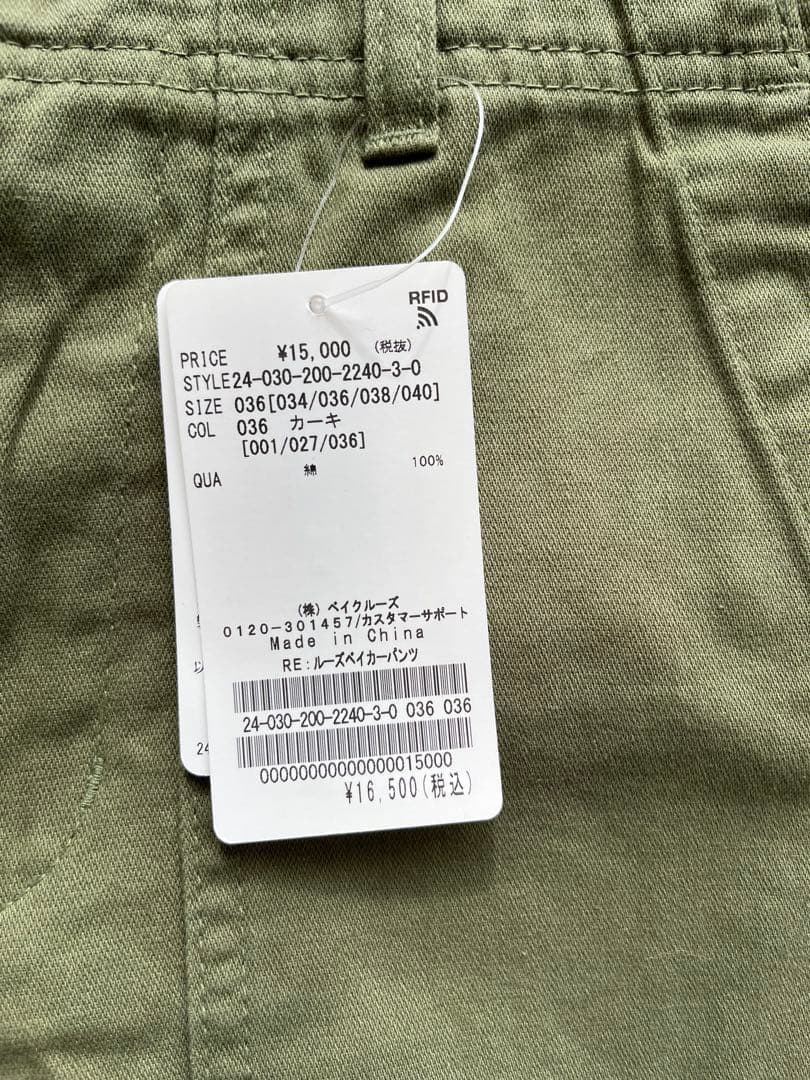 RFID
PRICE ¥15,000 (税抜)
STYLE24-030-200-2240-3-0
SIZE 036[034/036/038/040]
COL 036 カーキ
[001/027/036]
QUA 綿 100%
(株) ベイクルーズ
0120-301457/カスタマーサポート
Made in China
RE:ルーズベイカーパンツ
24-030-200-2240-3-0 036 036
00000000000000015000
¥16,500(税込)
以
24